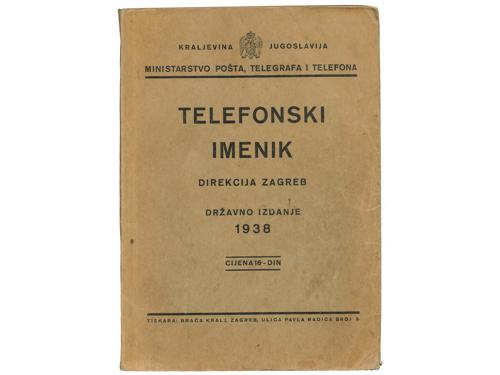 KRALJEVINA JUGOSLAVIJA
MINISTARSTVO POŠTA, TELEGRAFA I TELEFONA
TELEFONSKI
IMENIK
DIREKCIJA ZAGREB
DRŽAVNO IZDANJE
1938
CIJENA 16·- DIN
TISKARA: BRAĆA KRALJ, ZAGREB, ULICA PAVLA RADIĆA BROJ